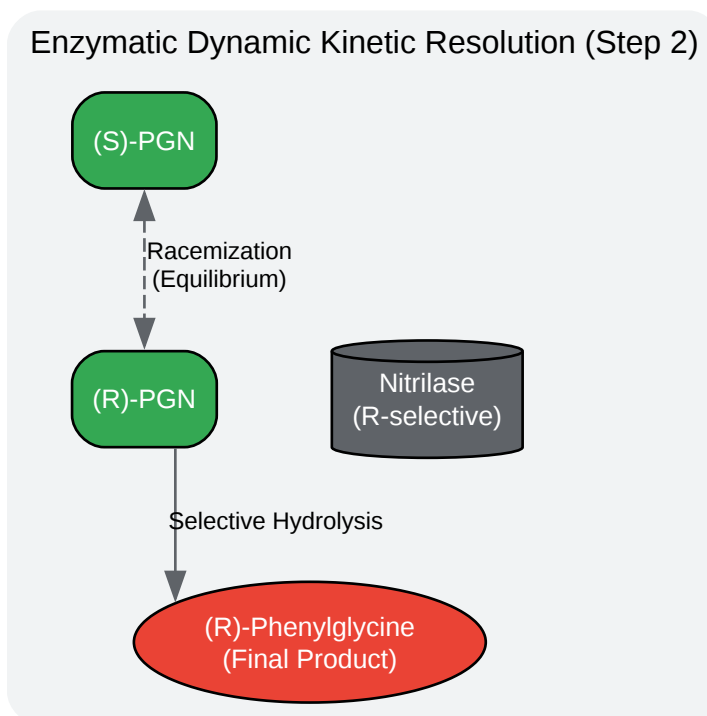 Enzymatic Dynamic Kinetic Resolution (Step 2)
(S)-PGN
Racemization
(Equilibrium)
(R)-PGN
Nitrilase
(R-selective)
Selective Hydrolysis
(R)-Phenylglycine
(Final Product)